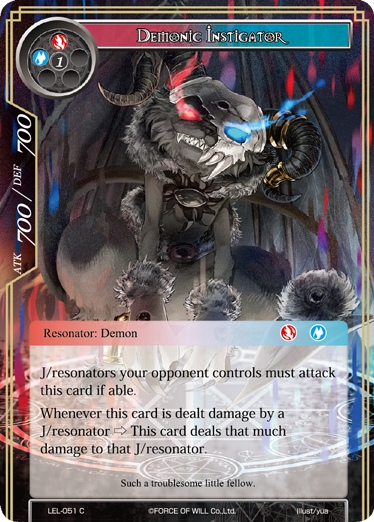 Demonic Instigator
1
ATK 700 / DEF 700
Resonator: Demon
J/resonators your opponent controls must attack
this card if able.
Whenever this card is dealt damage by a
J/resonator ⇨ This card deals that much
damage to that J/resonator.
Such a troublesome little fellow.
LEL-051 C ©FORCE OF WILL Co.,Ltd. Illust/yua